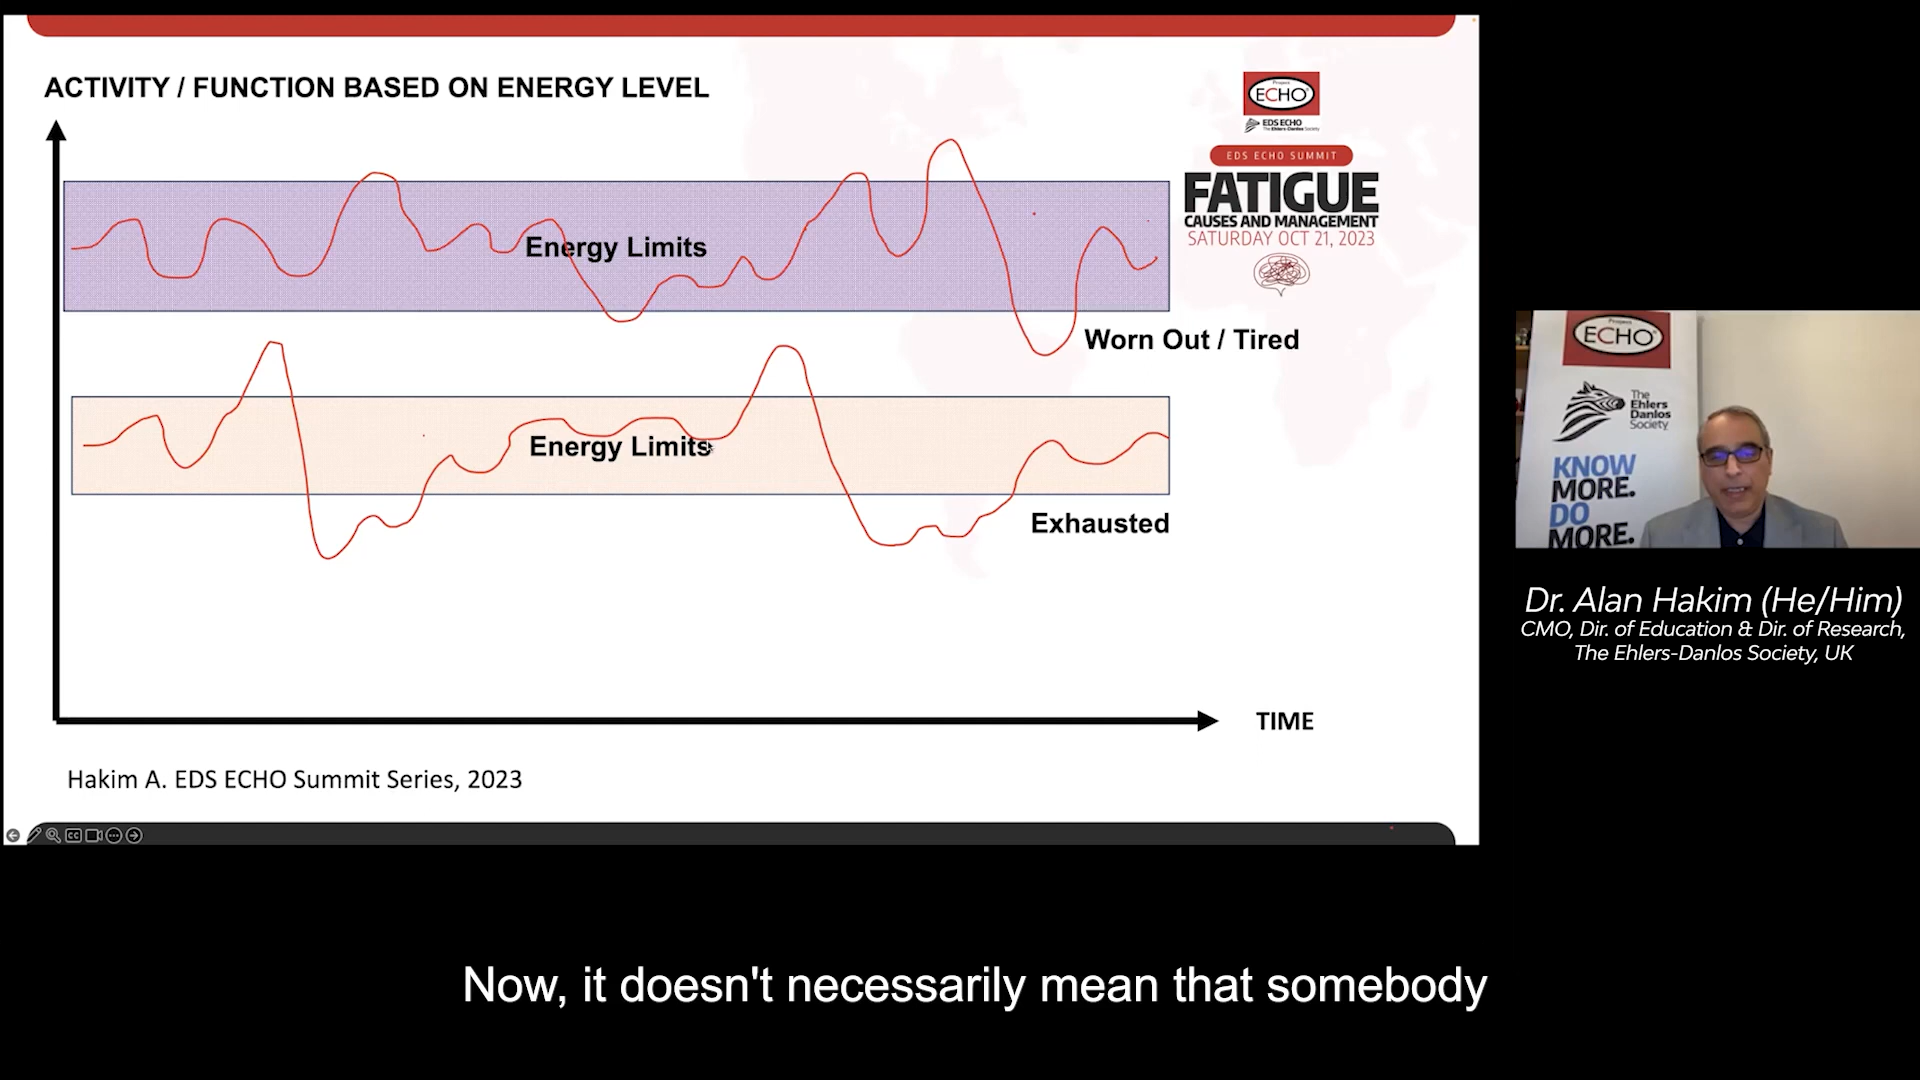 ACTIVITY / FUNCTION BASED ON ENERGY LEVEL
Project
ECHO®
EDS ECHO
The Ehlers-Danlos Society
EDS ECHO SUMMIT
FATIGUE
CAUSES AND MANAGEMENT
SATURDAY OCT 21, 2023
Energy Limits
Worn Out / Tired
Energy Limits
Exhausted
TIME
Hakim A. EDS ECHO Summit Series, 2023
Project
ECHO®
The
Ehlers
Danlos
Society
KNOW
MORE.
DO
MORE.
Dr. Alan Hakim (He/Him)
CMO, Dir. of Education & Dir. of Research,
The Ehlers-Danlos Society, UK
CC
Now, it doesn't necessarily mean that somebody